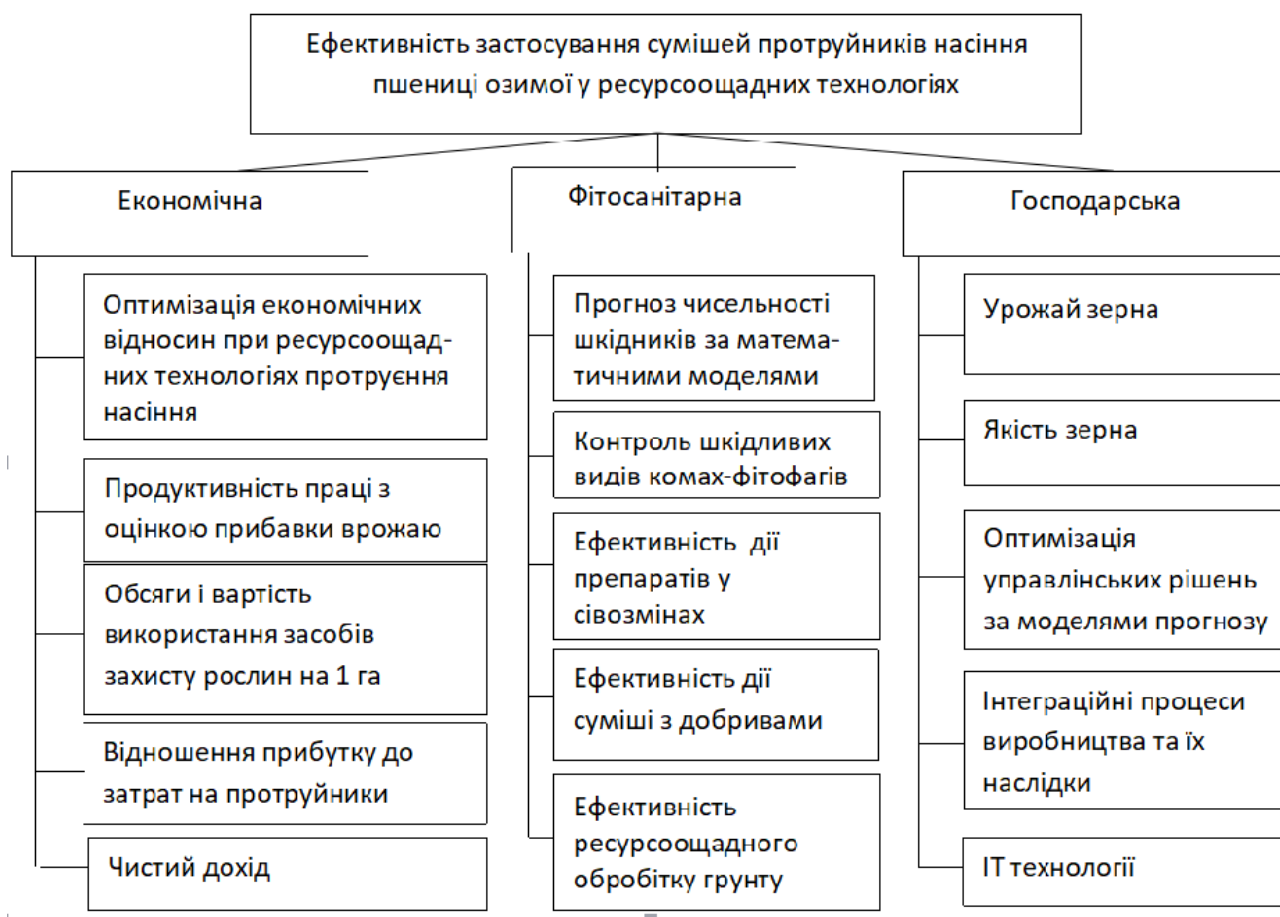 Ефективність застосування сумішей протруйників насіння
пшениці озимої у ресурсоощадних технологіях
Економічна
Оптимізація економічних
відносин при ресурсоощад-
них технологіях протруєння
насіння
Продуктивність праці з
оцінкою прибавки врожаю
Обсяги і вартість
використання засобів
захисту рослин на 1 га
Відношення прибутку до
затрат на протруйники
Чистий дохід
Фітосанітарна
Прогноз чисельності
шкідників за матема-
тичними моделями
Контроль шкідливих
видів комах-фітофагів
Ефективність дії
препаратів у
сівозмінах
Ефективність дії
суміші з добривами
Ефективність
ресурсоощадного
обробітку грунту
Господарська
Урожай зерна
Якість зерна
Оптимізація
управлінських рішень
за моделями прогнозу
Інтеграційні процеси
виробництва та їх
наслідки
ІТ технології